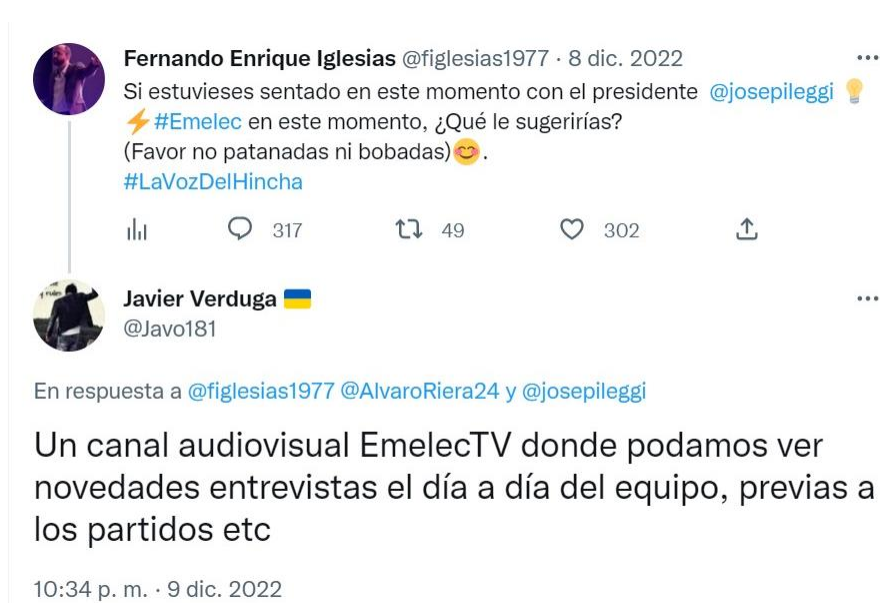 Fernando Enrique Iglesias @figlesias1977 · 8 dic. 2022
Si estuvieses sentado en este momento con el presidente @josepileggi 💡
⚡#Emelec en este momento, ¿Qué le sugerirías?
(Favor no patanadas ni bobadas)😊.
#LaVozDelHincha
317 49 302
Javier Verduga 🇺🇦
@Javo181
En respuesta a @figlesias1977 @AlvaroRiera24 y @josepileggi
Un canal audiovisual EmelecTV donde podamos ver
novedades entrevistas el día a día del equipo, previas a
los partidos etc
10:34 p. m. · 9 dic. 2022